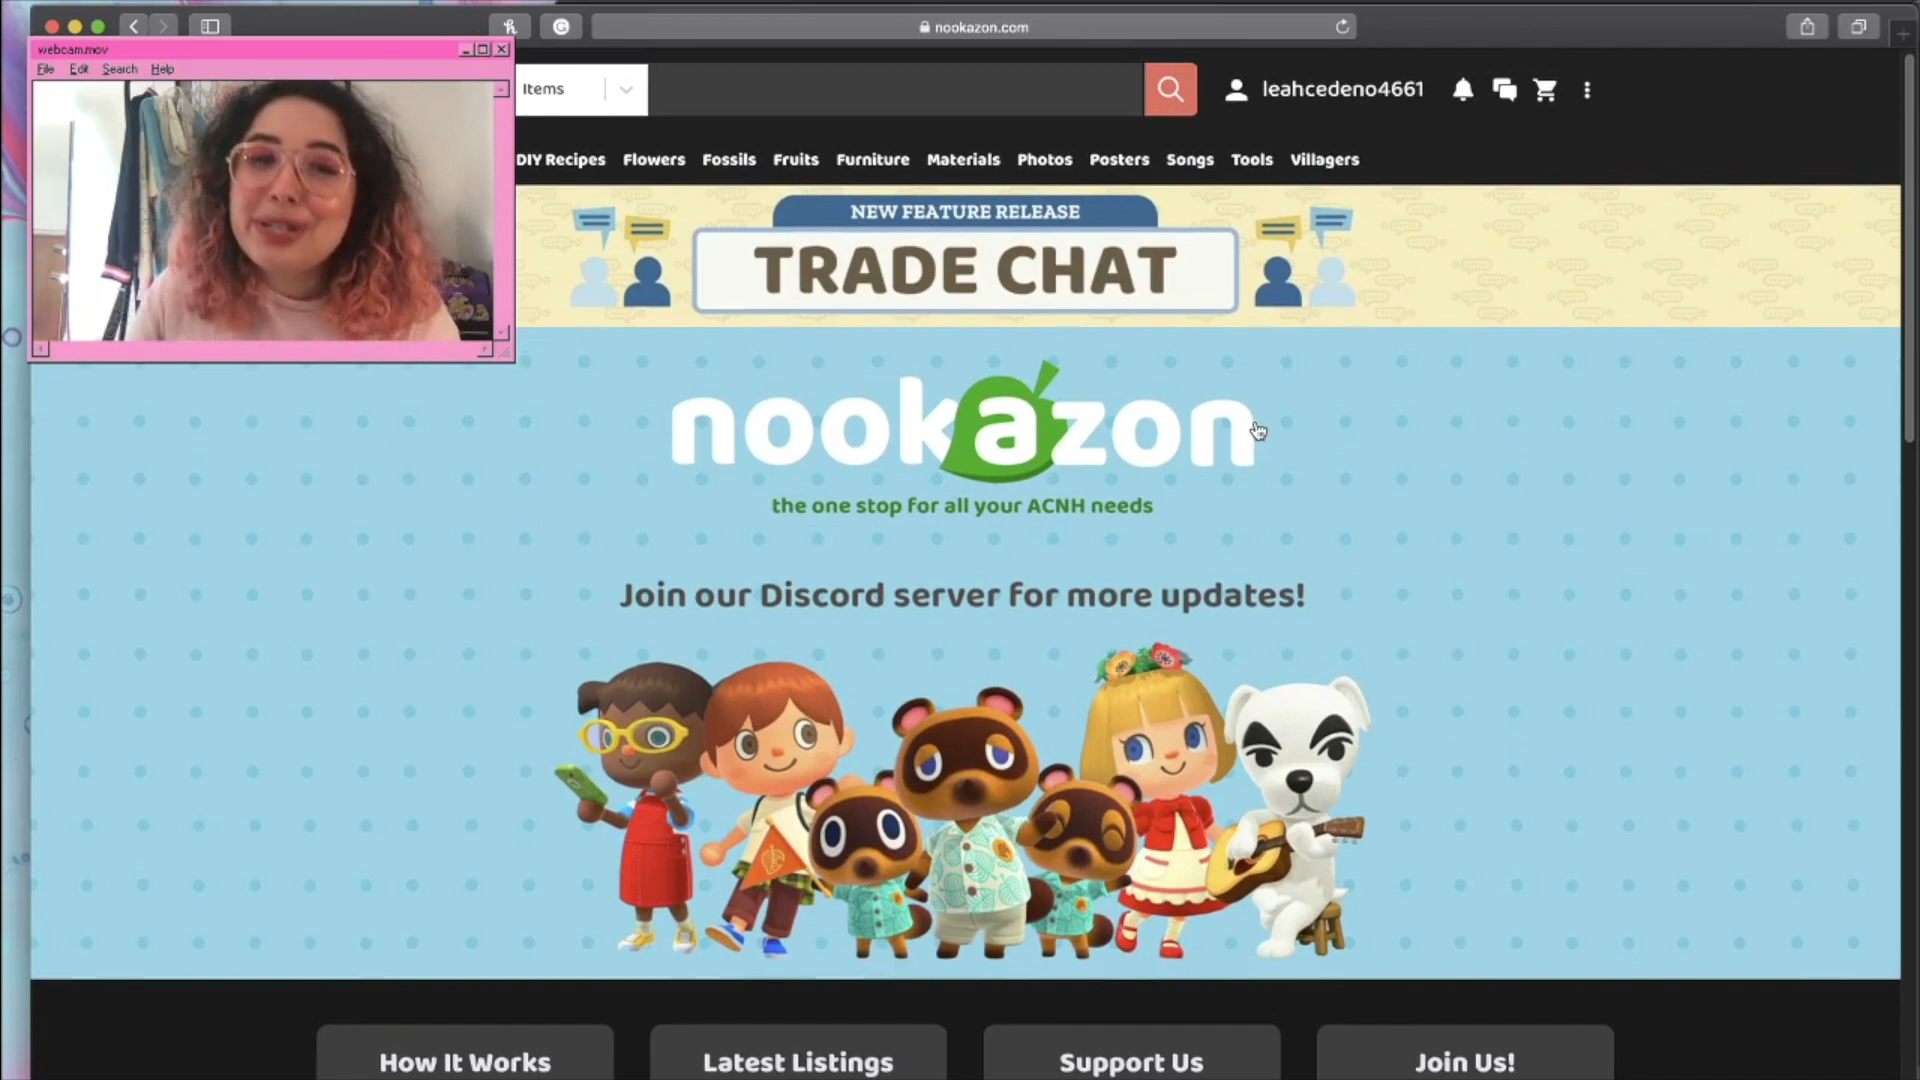 nookazon.com
webcam.mov
File Edit Search Help
Items
leahcedeno4661
DIY Recipes Flowers Fossils Fruits Furniture Materials Photos Posters Songs Tools Villagers
NEW FEATURE RELEASE
TRADE CHAT
nookazon
the one stop for all your ACNH needs
Join our Discord server for more updates!
How It Works
Latest Listings
Support Us
Join Us!